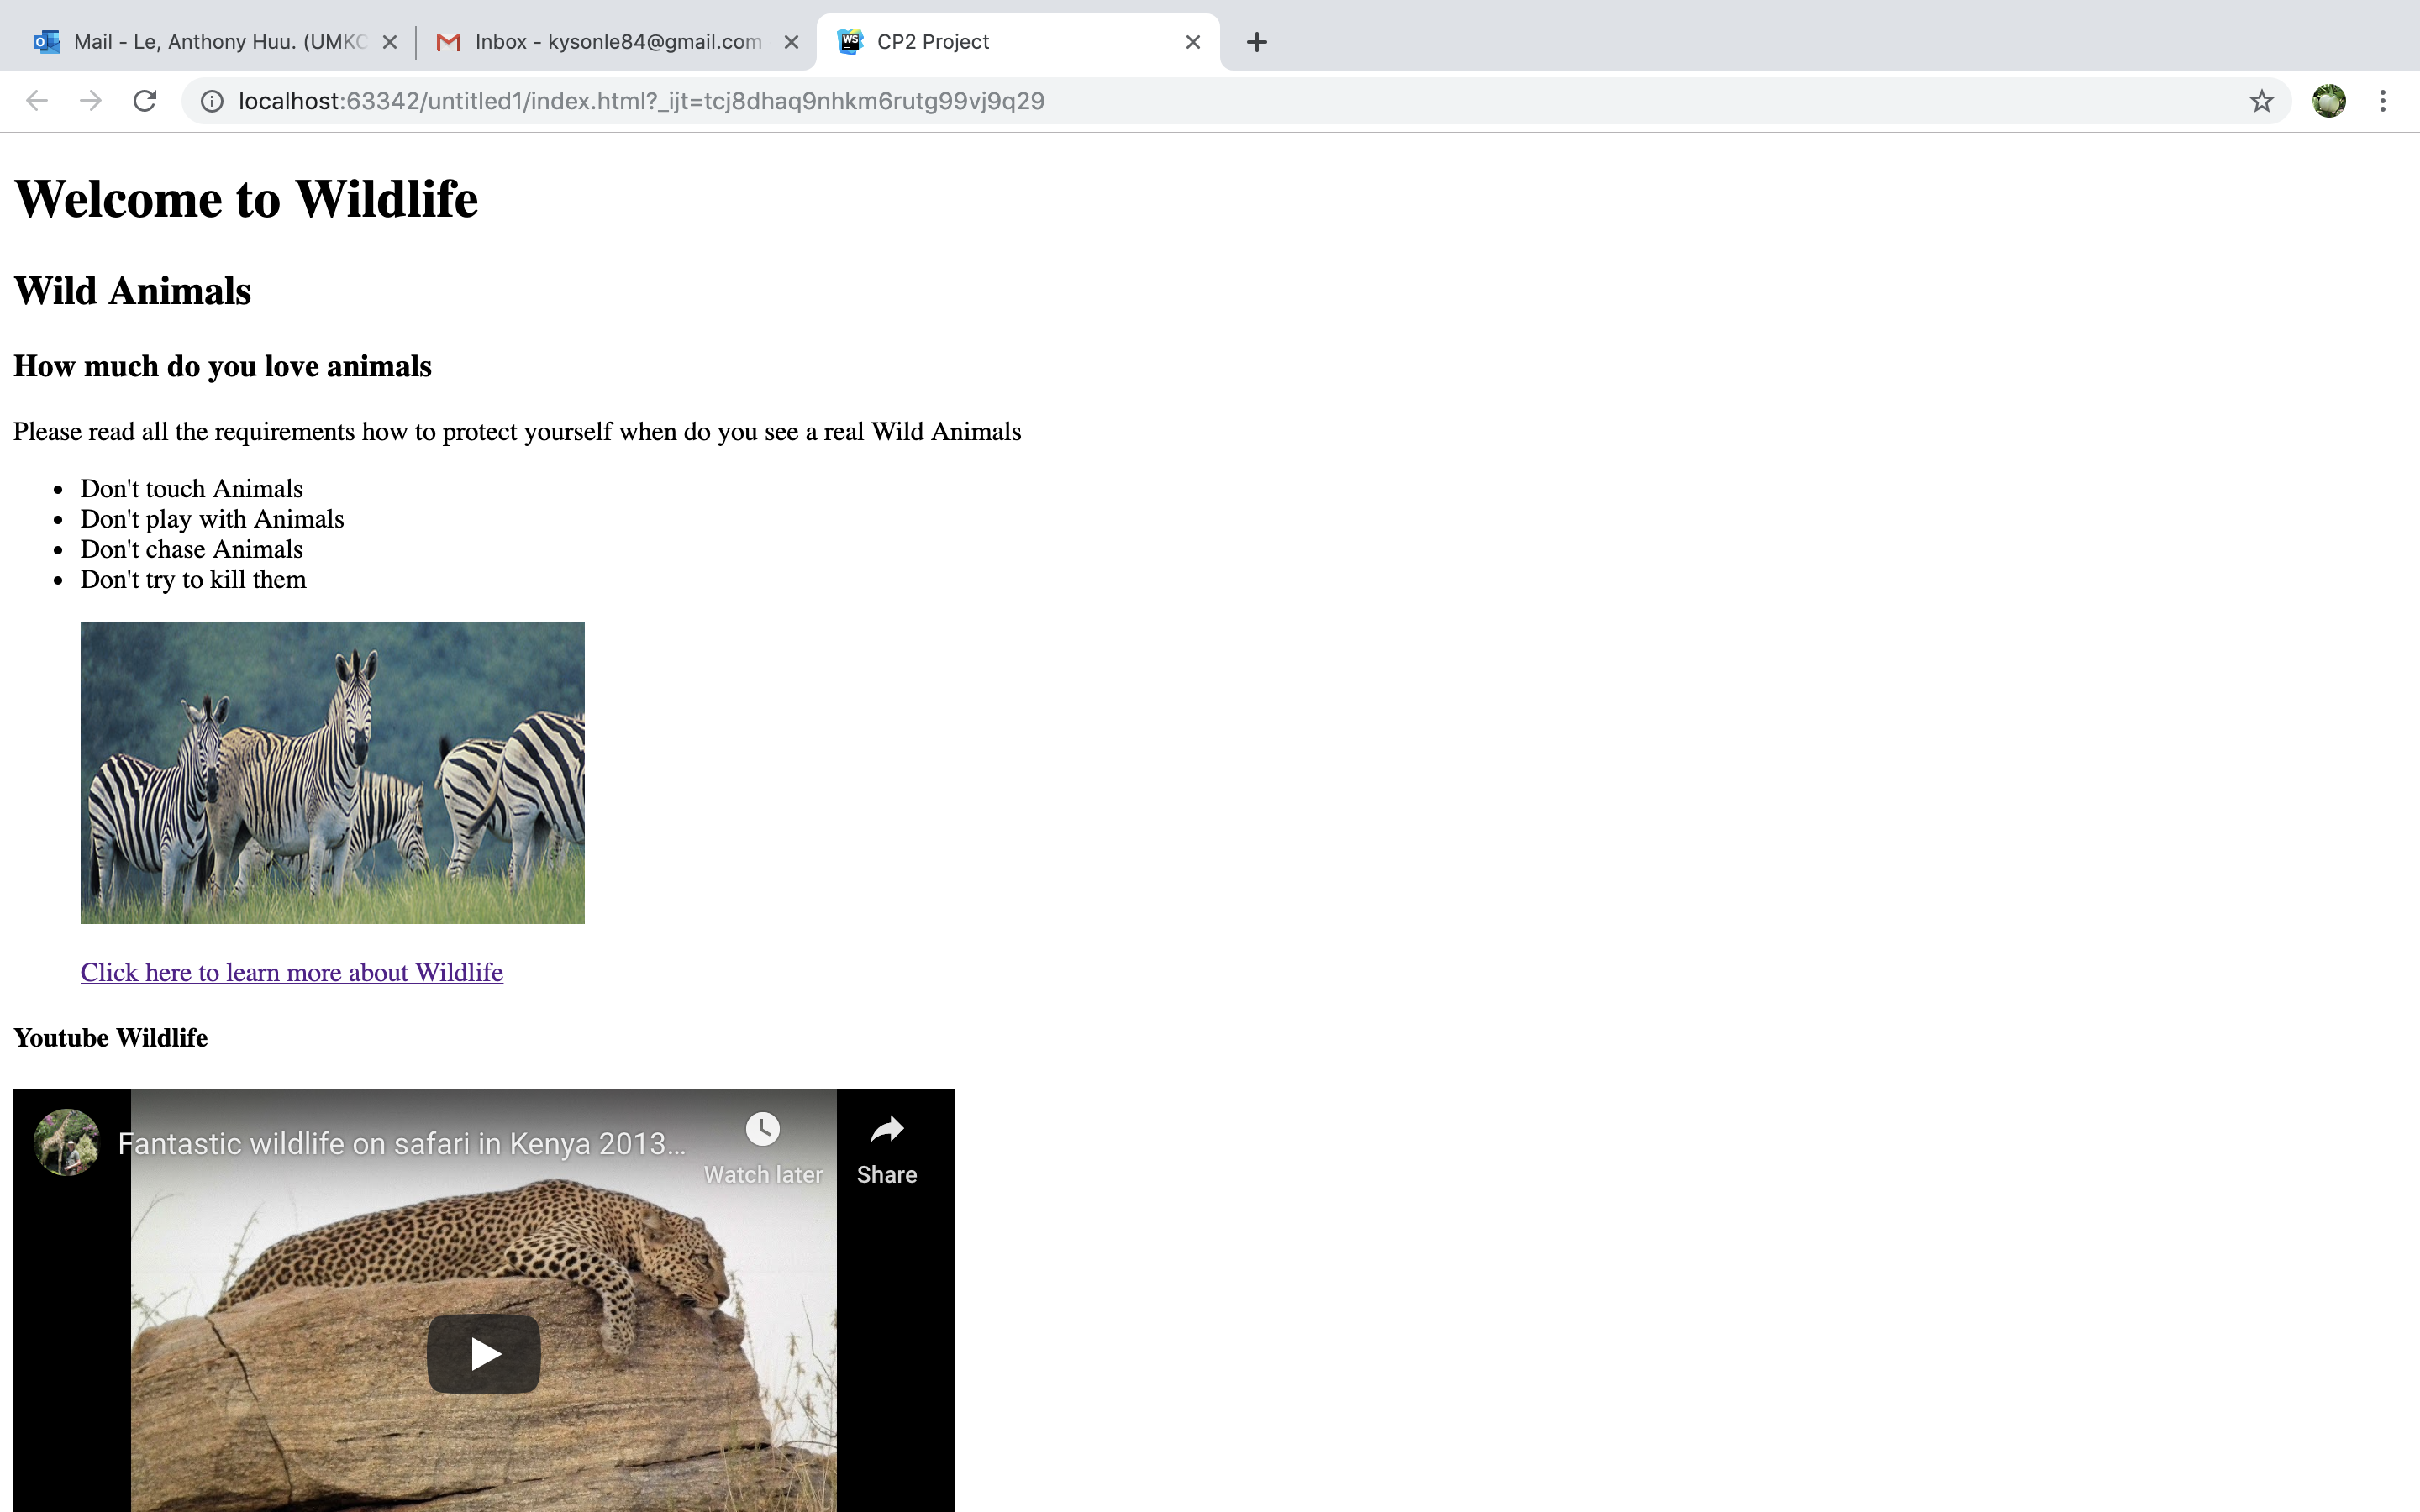 Mail - Le, Anthony Huu. (UMKC
Inbox - kysonle84@gmail.com
WS
CP2 Project
localhost:63342/untitled1/index.html?_ijt=tcj8dhaq9nhkm6rutg99vj9q29
Welcome to Wildlife
Wild Animals
How much do you love animals
Please read all the requirements how to protect yourself when do you see a real Wild Animals
Don't touch Animals
Don't play with Animals
Don't chase Animals
Don't try to kill them
Click here to learn more about Wildlife
Youtube Wildlife
Fantastic wildlife on safari in Kenya 2013...
Watch later
Share